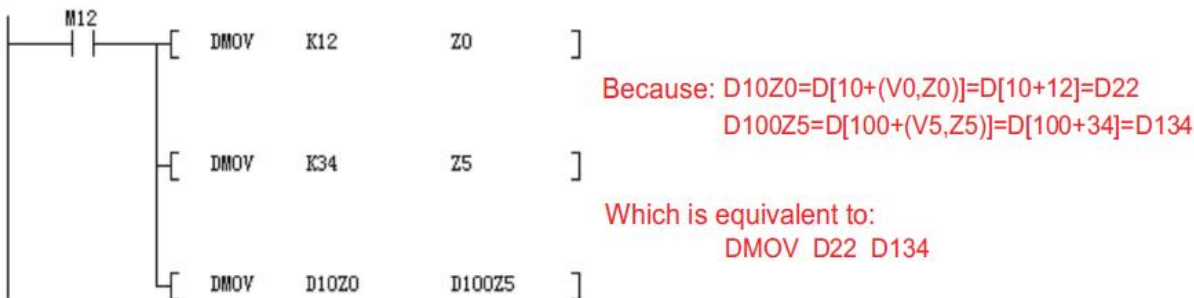 M12
DMOV K12 Z0
Because: D10Z0=D[10+(V0,Z0)]=D[10+12]=D22
D100Z5=D[100+(V5,Z5)]=D[100+34]=D134
DMOV K34 Z5
Which is equivalent to:
DMOV D22 D134
DMOV D10Z0 D100Z5